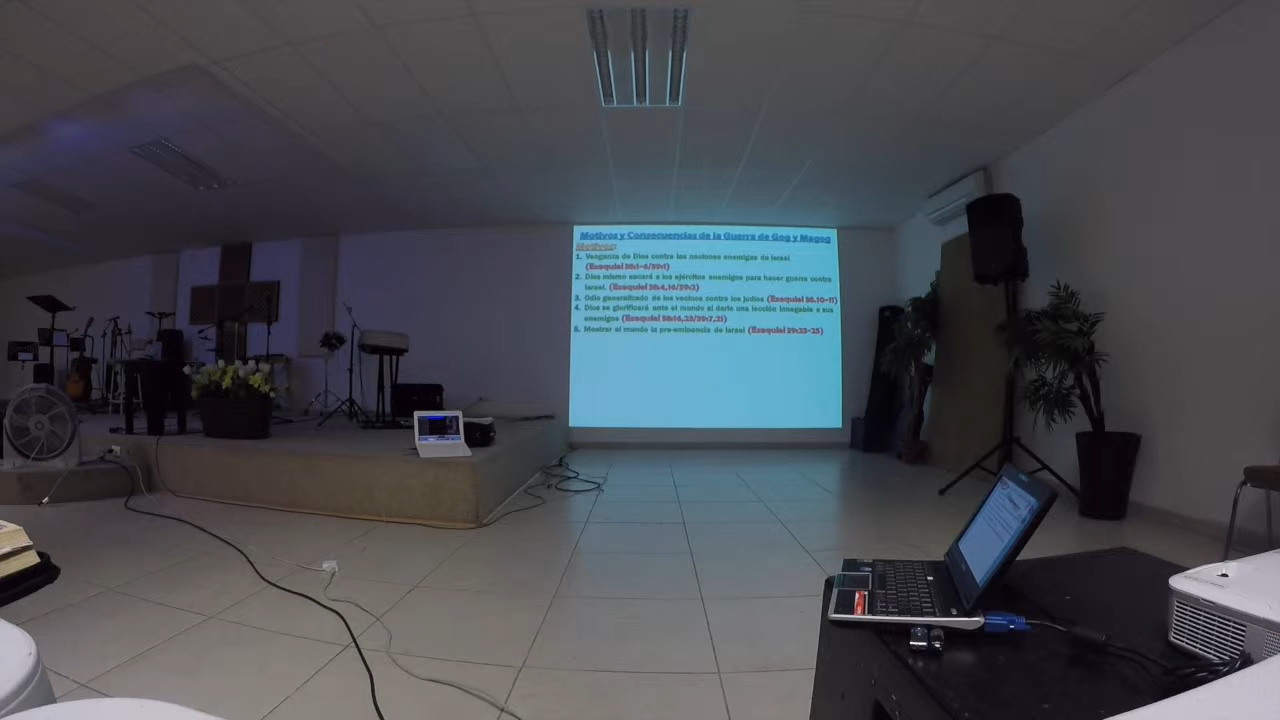 Motivos y Consecuencias de la Guerra de Gog y Magog
Motivos:
1. Venganza de Dios contra las naciones enemigas de Israel.
(Ezequiel 38:1-6/39:1)
2. Dios mismo sacará a los ejércitos enemigos para hacer guerra contra
Israel. (Ezequiel 38:4,16/39:2)
3. Odio generalizado de los vecinos contra los judíos (Ezequiel 38.10-11)
4. Dios se glorificará ante el mundo al darle una lección innegable a sus
enemigos (Ezequiel 38:16,23/39:7,21)
5. Mostrar al mundo la pre-eminencia de Israel (Ezequiel 39:23-25)